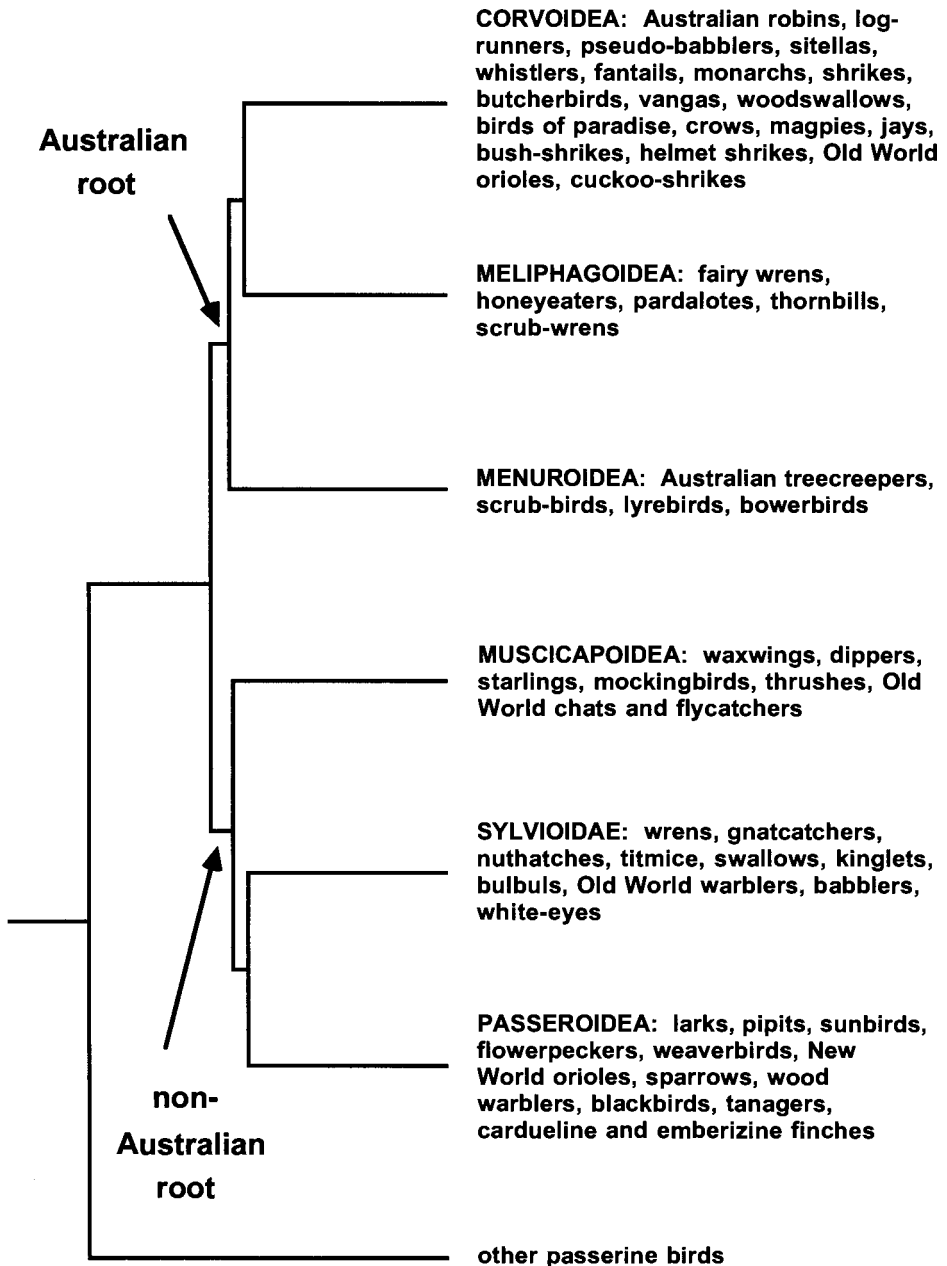 CORVOIDEA: Australian robins, log-
runners, pseudo-babblers, sitellas,
whistlers, fantails, monarchs, shrikes,
butcherbirds, vangas, woodswallows,
birds of paradise, crows, magpies, jays,
bush-shrikes, helmet shrikes, Old World
orioles, cuckoo-shrikes
Australian
root
MELIPHAGOIDEA: fairy wrens,
honeyeaters, pardalotes, thornbills,
scrub-wrens
MENUROIDEA: Australian treecreepers,
scrub-birds, lyrebirds, bowerbirds
MUSCICAPOIDEA: waxwings, dippers,
starlings, mockingbirds, thrushes, Old
World chats and flycatchers
SYLVIOIDAE: wrens, gnatcatchers,
nuthatches, titmice, swallows, kinglets,
bulbuls, Old World warblers, babblers,
white-eyes
PASSEROIDEA: larks, pipits, sunbirds,
flowerpeckers, weaverbirds, New
World orioles, sparrows, wood
warblers, blackbirds, tanagers,
cardueline and emberizine finches
non-
Australian
root
other passerine birds